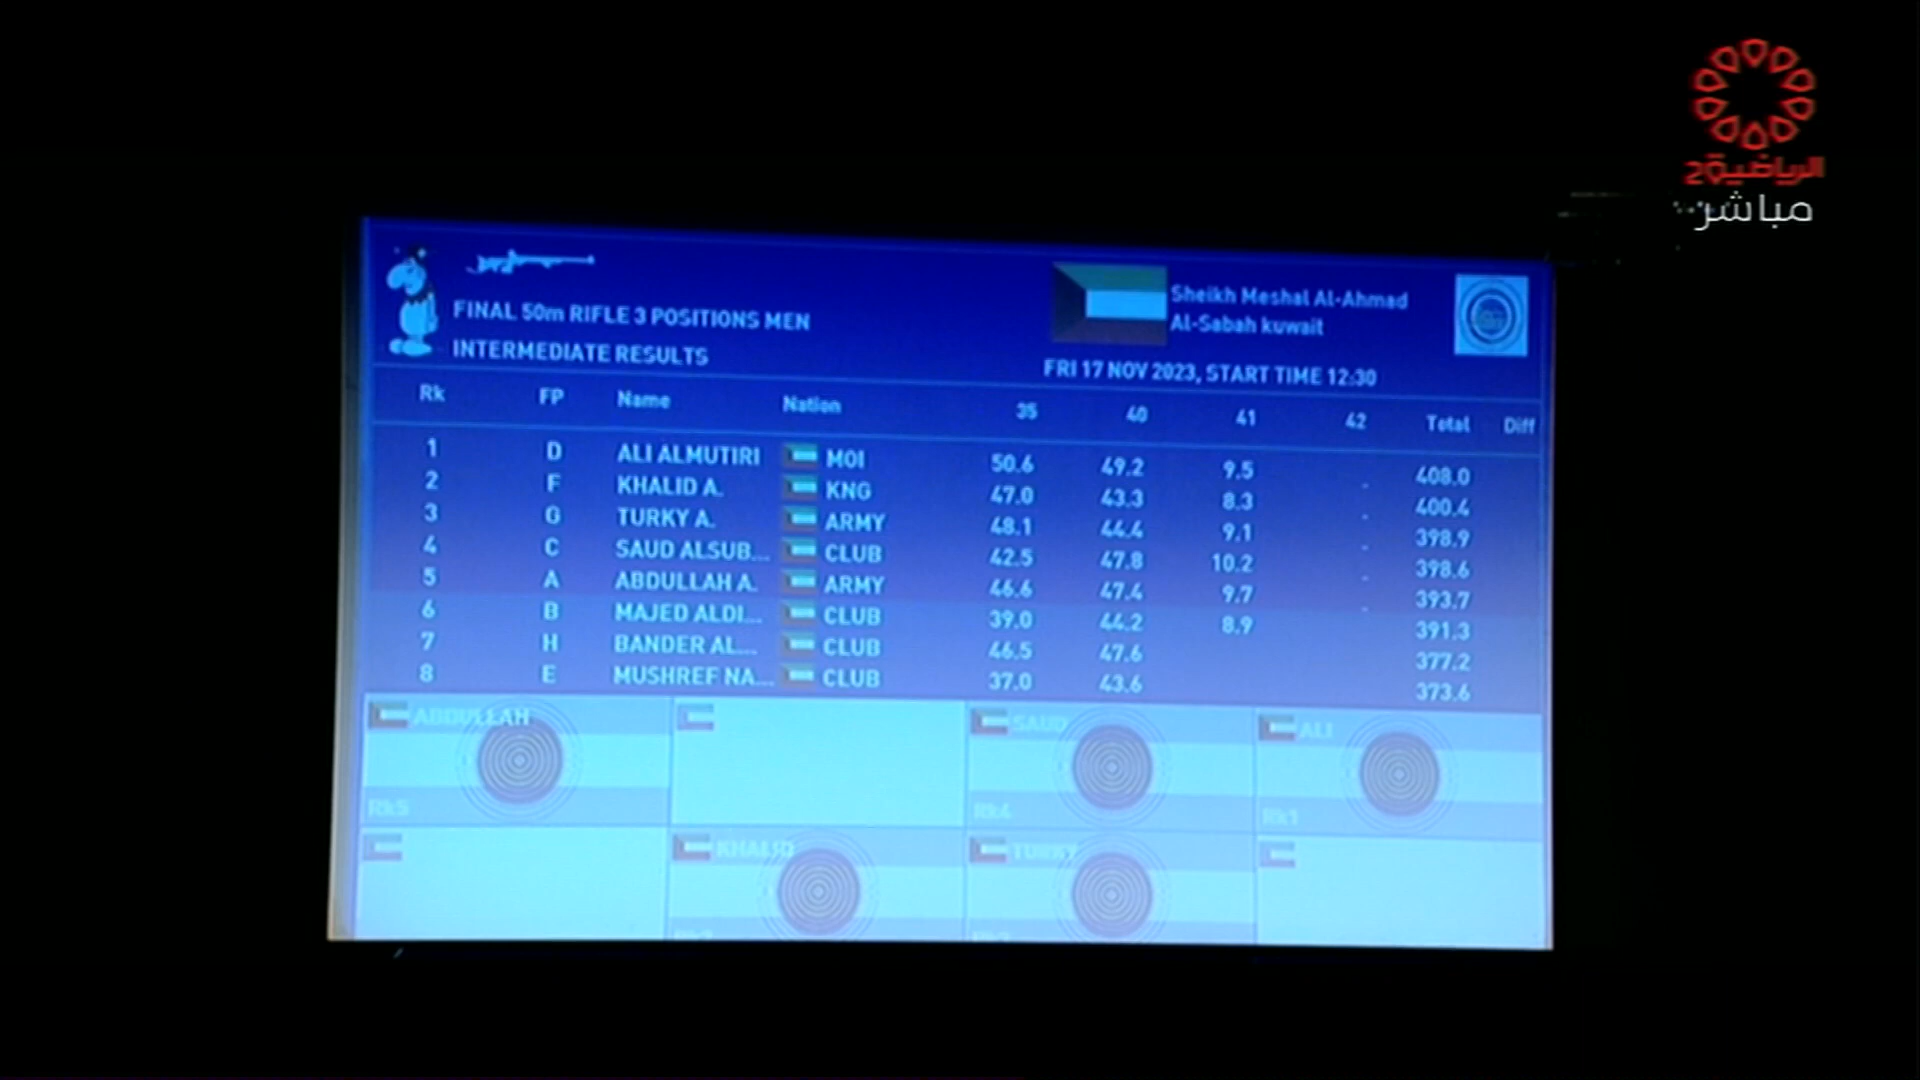 الرياضية
مباشر
FINAL 50m RIFLE 3 POSITIONS MEN
INTERMEDIATE RESULTS
Sheikh Meshal Al-Ahmad
Al-Sabah kuwait
FRI 17 NOV 2023, START TIME 12:30
Rk FP Name Nation 35 40 41 42 Total Diff
1 D ALI ALMUTIRI MOI 50.6 49.2 9.5 . 408.0
2 F KHALID A. KNG 47.0 43.3 8.3 . 400.4
3 G TURKY A. ARMY 48.1 44.4 9.1 . 398.9
4 C SAUD ALSUB... CLUB 42.5 47.8 10.2 . 398.6
5 A ABDULLAH A. ARMY 46.6 47.4 9.7 . 393.7
6 B MAJED ALDI... CLUB 39.0 44.2 8.9 391.3
7 H BANDER AL... CLUB 46.5 47.6 377.2
8 E MUSHREF NA... CLUB 37.0 43.6 373.6
ABDULLAH SAUD ALI
Rk5 Rk4 Rk1
KHALID TURKY